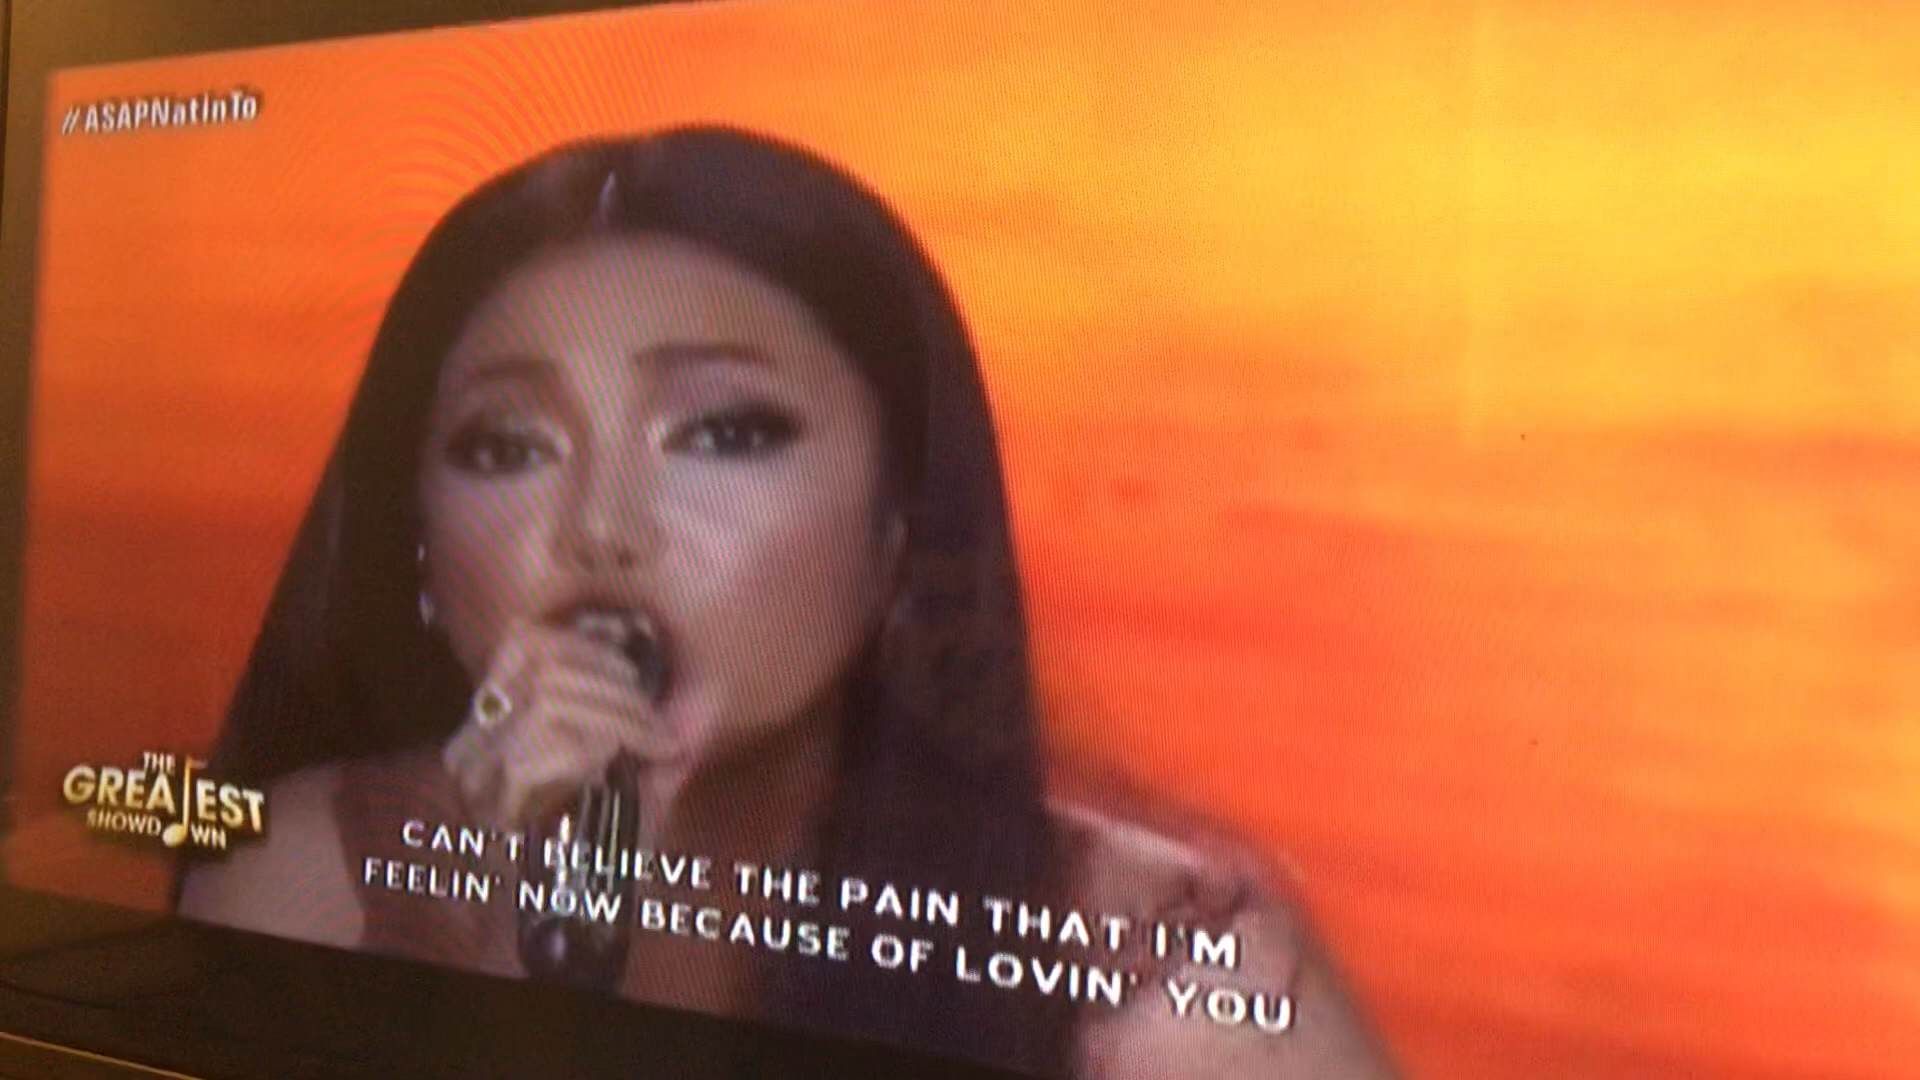 //ASAPNatinTo
THE
GREATEST
SHOWDOWN
CAN'T BELIEVE THE PAIN THAT I'M
FEELIN' NOW BECAUSE OF LOVIN' YOU